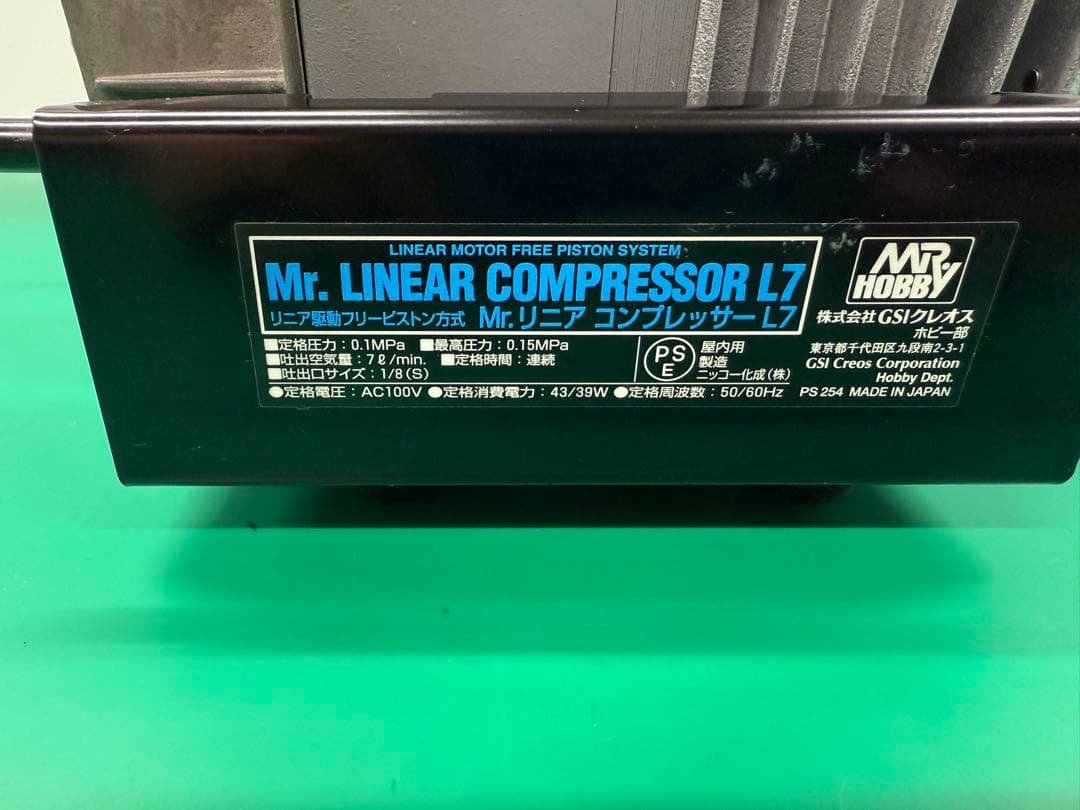 LINEAR MOTOR FREE PISTON SYSTEM
Mr. LINEAR COMPRESSOR L7
リニア駆動フリーピストン方式 Mr.リニア コンプレッサー L7
■定格圧力：0.1MPa ■最高圧力：0.15MPa
■吐出空気量：7ℓ/min. ■定格時間：連続
■吐出口サイズ：1/8(S)
PS
E
屋内用
製造
ニッコー化成(株)
●定格電圧：AC100V ●定格消費電力：43/39W ●定格周波数：50/60Hz
MR.
HOBBY
株式会社GSIクレオス
ホビー部
東京都千代田区九段南2-3-1
GSI Creos Corporation
Hobby Dept.
PS 254 MADE IN JAPAN